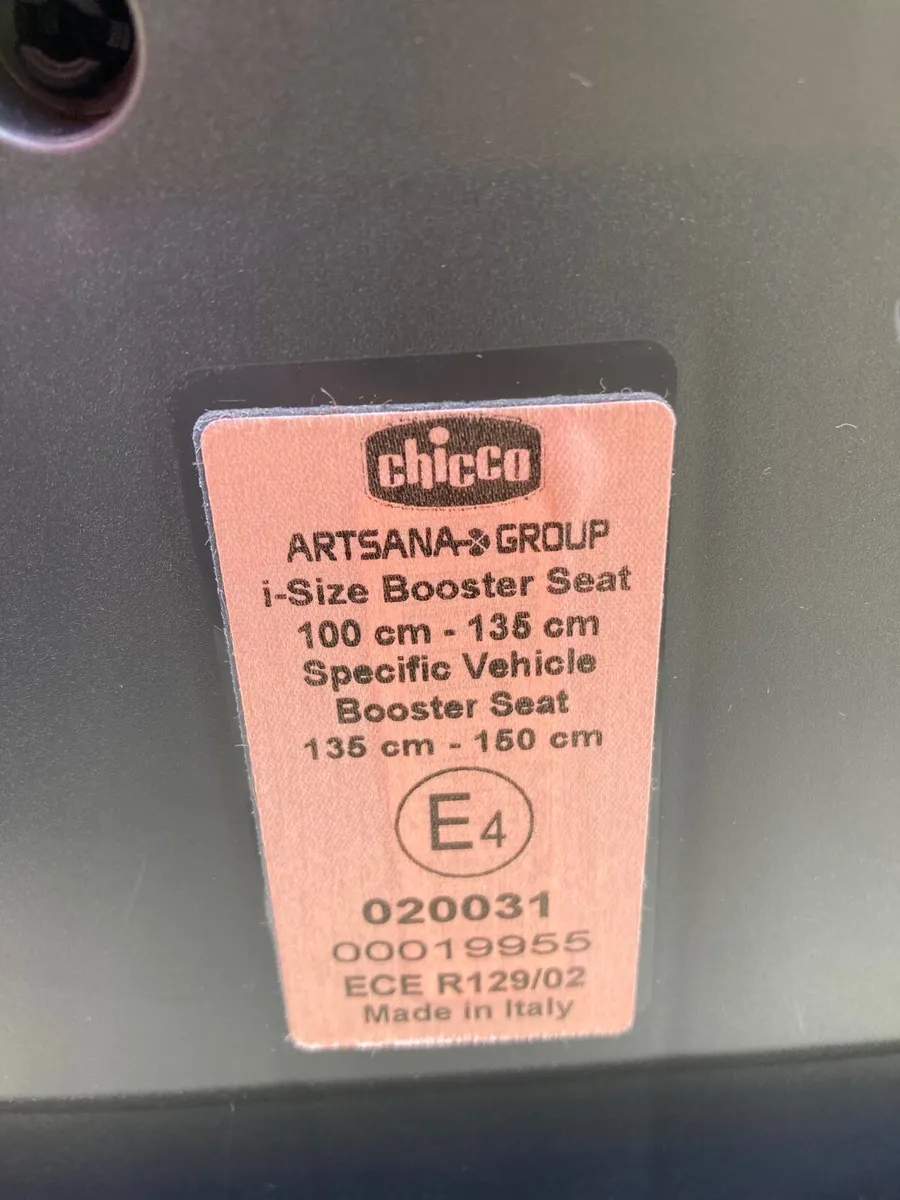 chicco
ARTSANA GROUP
i-Size Booster Seat
100 cm - 135 cm
Specific Vehicle
Booster Seat
135 cm - 150 cm
E4
020031
00019955
ECE R129/02
Made in Italy